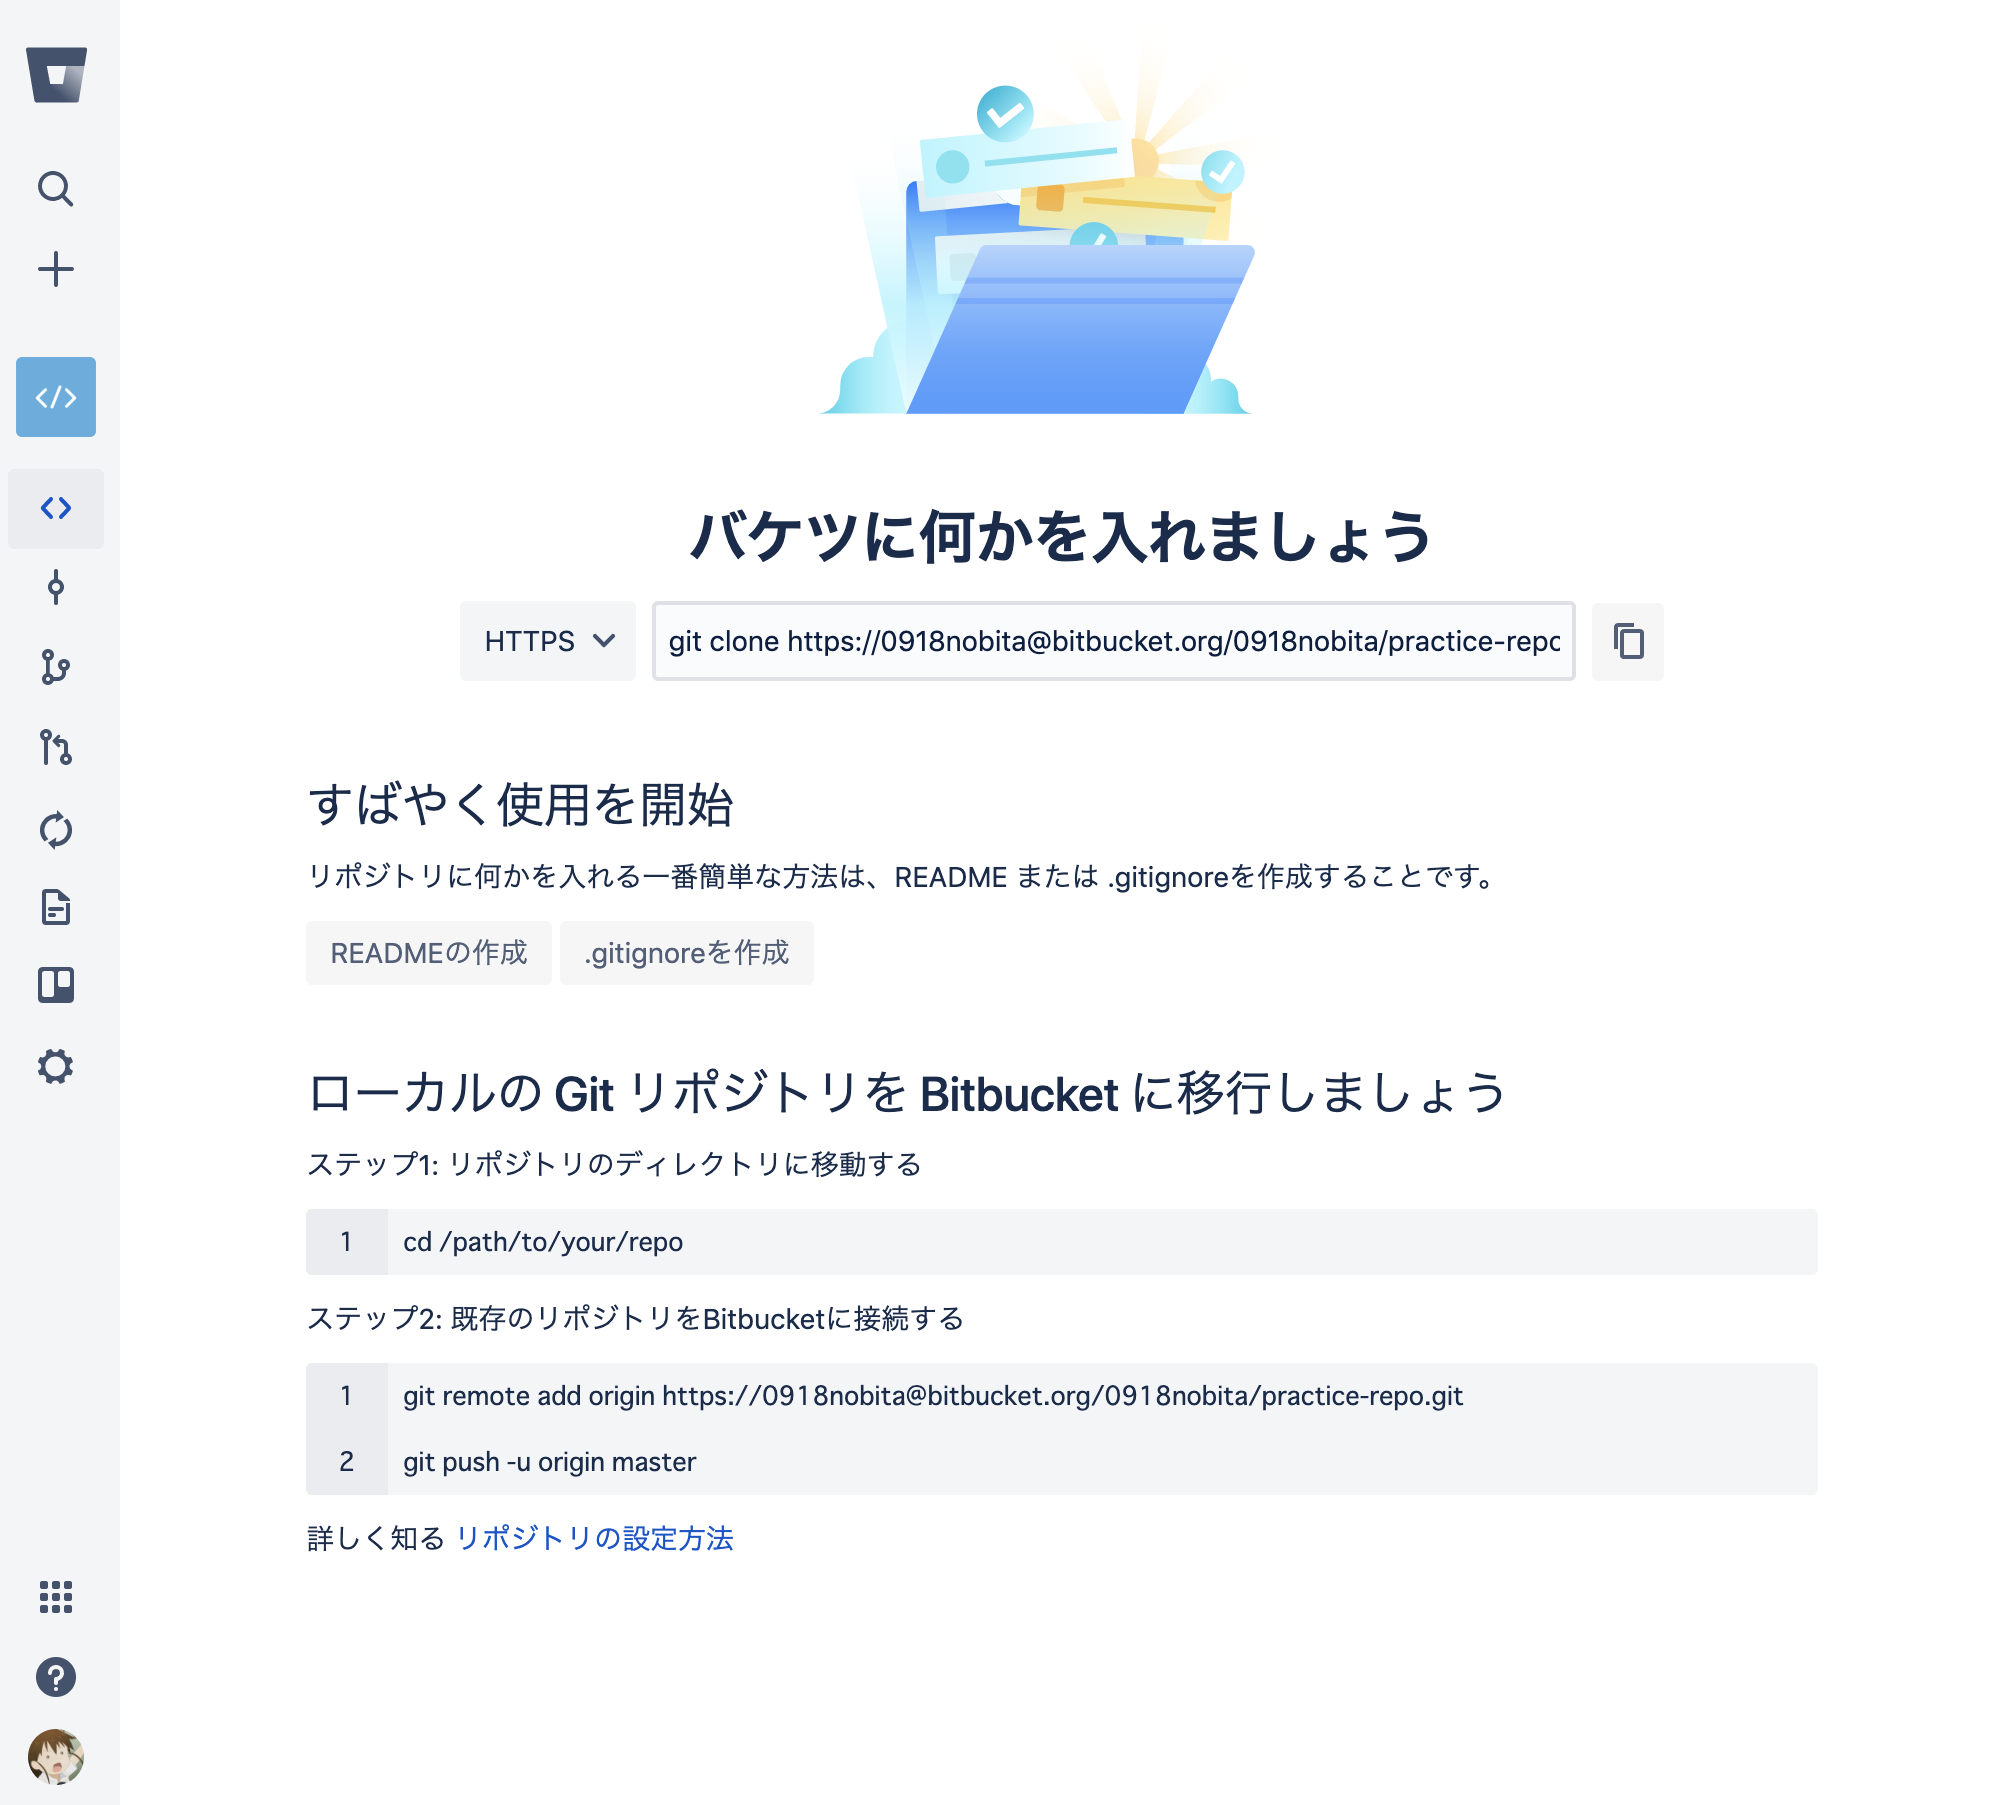 バケツに何かを入れましょう
HTTPS
git clone https://0918nobita@bitbucket.org/0918nobita/practice-repo
すばやく使用を開始
リポジトリに何かを入れる一番簡単な方法は、README または .gitignoreを作成することです。
READMEの作成 .gitignoreを作成
ローカルの Git リポジトリを Bitbucket に移行しましょう
ステップ1: リポジトリのディレクトリに移動する
1 cd /path/to/your/repo
ステップ2: 既存のリポジトリをBitbucketに接続する
1 git remote add origin https://0918nobita@bitbucket.org/0918nobita/practice-repo.git
2 git push -u origin master
詳しく知る リポジトリの設定方法